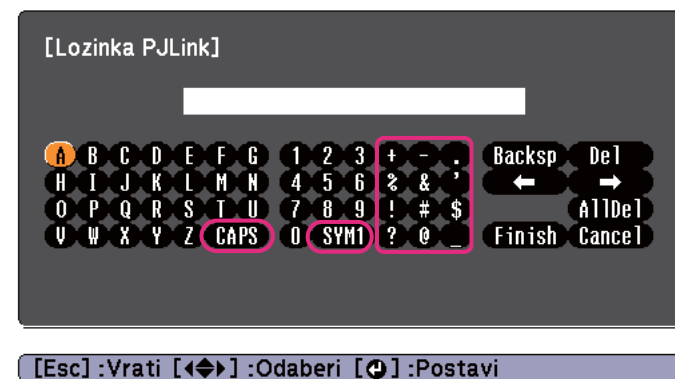 [Lozinka PJLink]
A B C D E F G 1 2 3 + - . Backsp Del
H I J K L M N 4 5 6 % & ' ← →
O P Q R S T U 7 8 9 ! # $ AllDel
V W X Y Z CAPS 0 SYM1 ? @ _ Finish Cancel
[Esc] :Vrati [◀◆▶] :Odaberi [↵] :Postavi